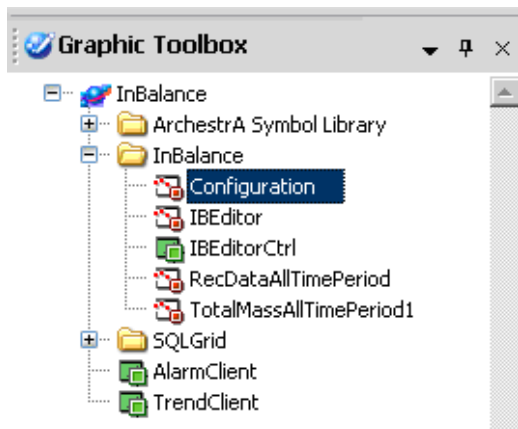 Graphic Toolbox
InBalance
ArchestrA Symbol Library
InBalance
Configuration
IBEditor
IBEditorCtrl
RecDataAllTimePeriod
TotalMassAllTimePeriod1
SQLGrid
AlarmClient
TrendClient